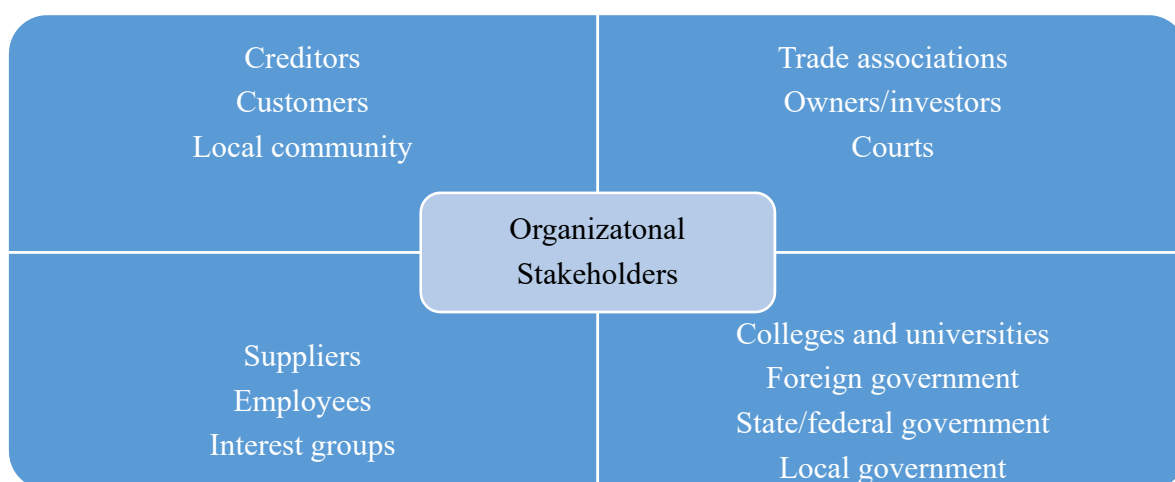 Creditors
Customers
Local community
Trade associations
Owners/investors
Courts
Organizatonal
Stakeholders
Suppliers
Employees
Interest groups
Colleges and universities
Foreign government
State/federal government
Local government